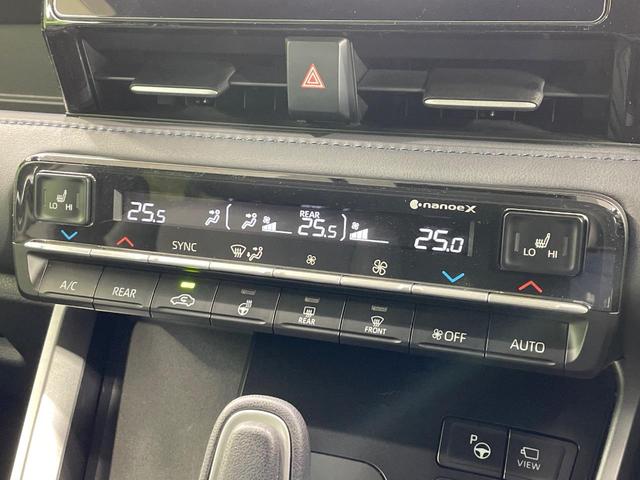 nanoeX
LO HI
25.5
REAR
25.5
25.0
LO HI
SYNC
A/C
REAR
REAR
FRONT
OFF
AUTO
P
VIEW